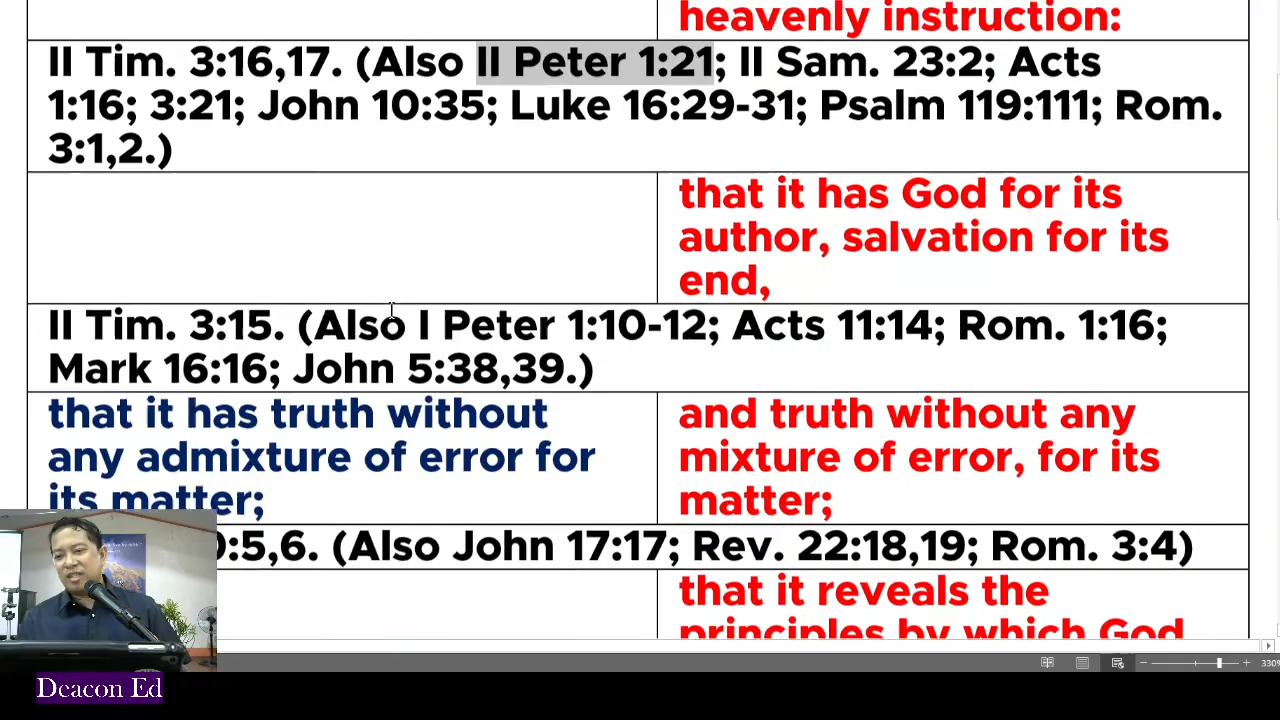 heavenly instruction:
II Tim. 3:16,17. (Also II Peter 1:21; II Sam. 23:2; Acts
1:16; 3:21; John 10:35; Luke 16:29-31; Psalm 119:111; Rom.
3:1,2.)
that it has God for its
author, salvation for its
end,
II Tim. 3:15. (Also I Peter 1:10-12; Acts 11:14; Rom. 1:16;
Mark 16:16; John 5:38,39.)
that it has truth without
any admixture of error for
its matter;
and truth without any
mixture of error, for its
matter;
:5,6. (Also John 17:17; Rev. 22:18,19; Rom. 3:4)
that it reveals the
principles by which God
330%
Deacon Ed